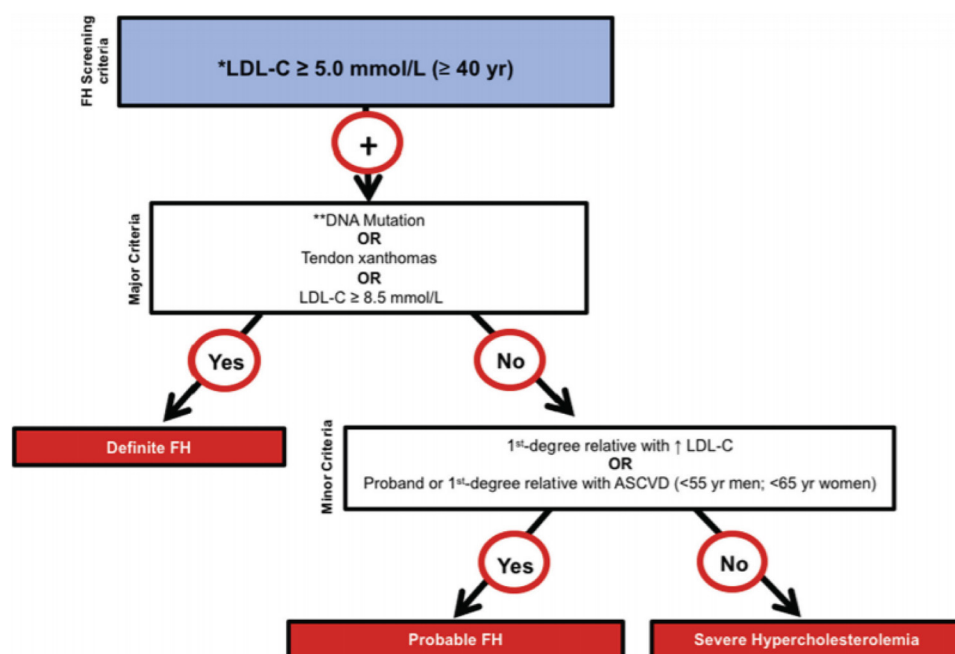 FH Screening
criteria
*LDL-C ≥ 5.0 mmol/L (≥ 40 yr)
+
Major Criteria
**DNA Mutation
OR
Tendon xanthomas
OR
LDL-C ≥ 8.5 mmol/L
Yes
No
Definite FH
Minor Criteria
1st-degree relative with ↑ LDL-C
OR
Proband or 1st-degree relative with ASCVD (<55 yr men; <65 yr women)
Yes
No
Probable FH
Severe Hypercholesterolemia